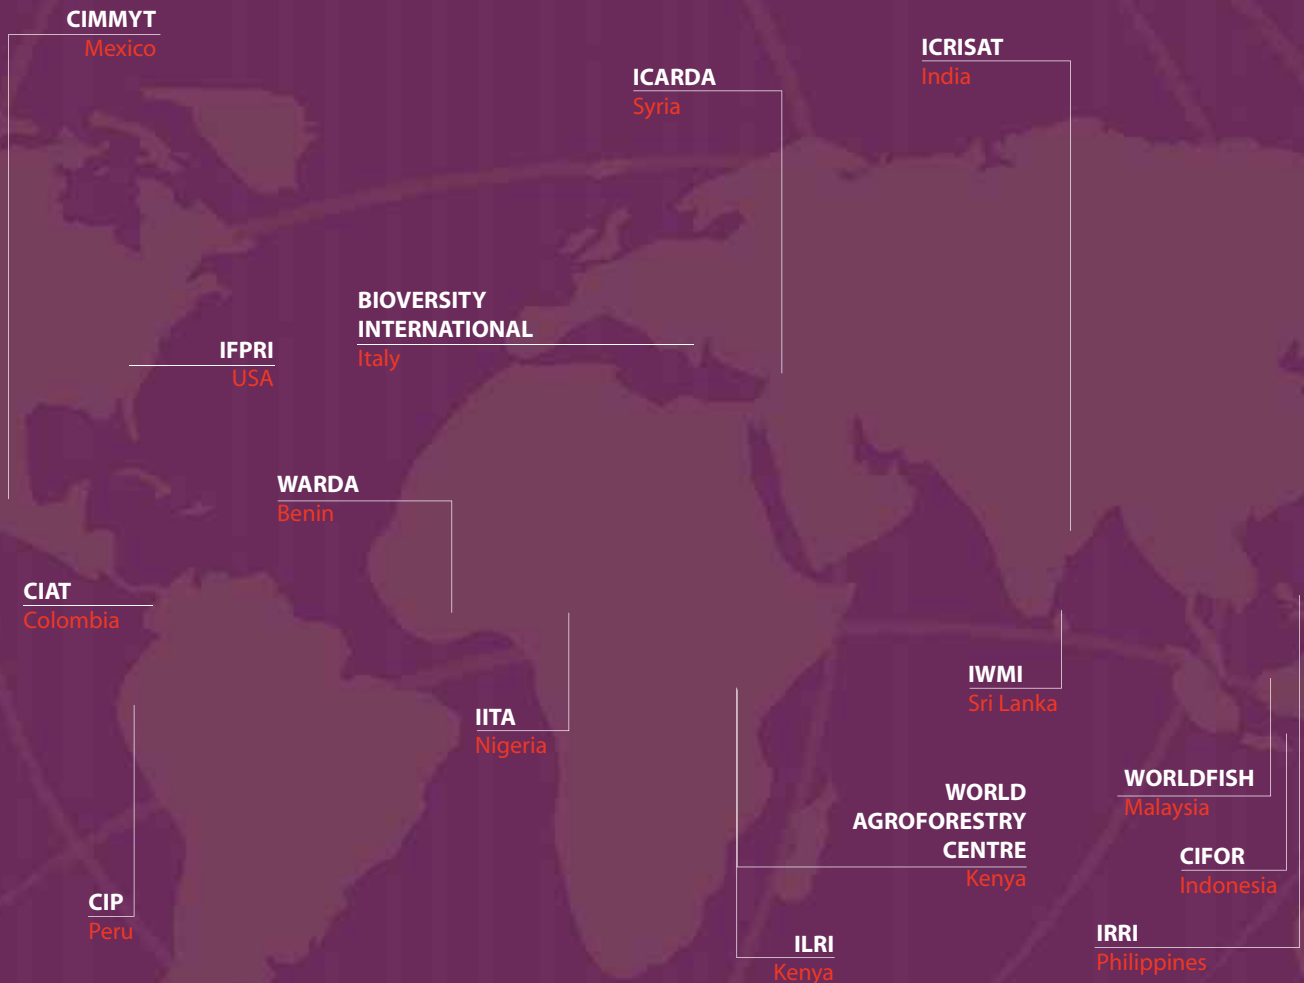 CIMMYT
Mexico
ICRISAT
India
ICARDA
Syria
BIOVERSITY
INTERNATIONAL
Italy
IFPRI
USA
WARDA
Benin
CIAT
Colombia
IWMI
Sri Lanka
IITA
Nigeria
WORLDFISH
Malaysia
WORLD
AGROFORESTRY
CENTRE
Kenya
CIFOR
Indonesia
CIP
Peru
IRRI
Philippines
ILRI
Kenya